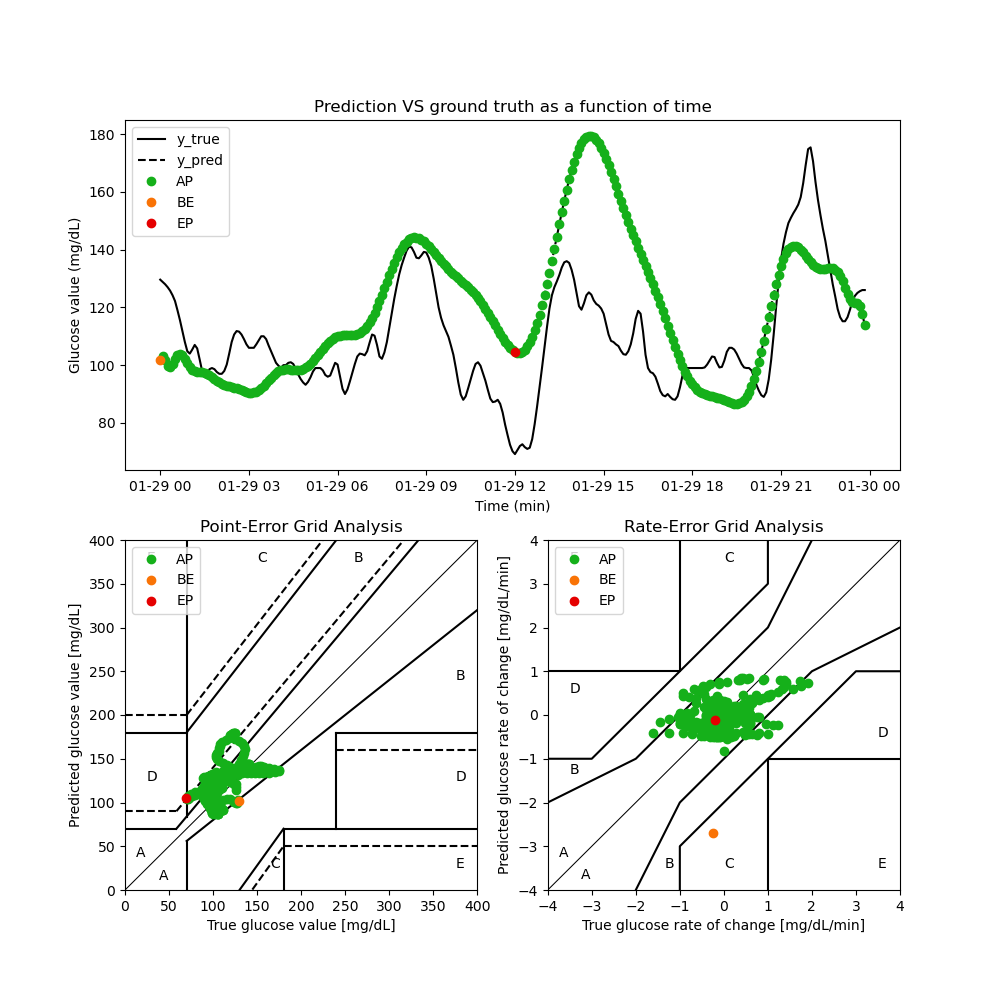 Prediction VS ground truth as a function of time
Glucose value (mg/dL)
180
160
140
120
100
80
y_true
y_pred
AP
BE
EP
01-29 00 01-29 03 01-29 06 01-29 09 01-29 12 01-29 15 01-29 18 01-29 21 01-30 00
Time (min)
Point-Error Grid Analysis
Predicted glucose value [mg/dL]
400
350
300
250
200
150
100
50
0
AP
BE
EP
C B
B
D D
A
A C E
0 50 100 150 200 250 300 350 400
True glucose value [mg/dL]
Rate-Error Grid Analysis
Predicted glucose rate of change [mg/dL/min]
4
3
2
1
0
−1
−2
−3
−4
AP
BE
EP
C
D
D
B
A
A B C E
−4 −3 −2 −1 0 1 2 3 4
True glucose rate of change [mg/dL/min]